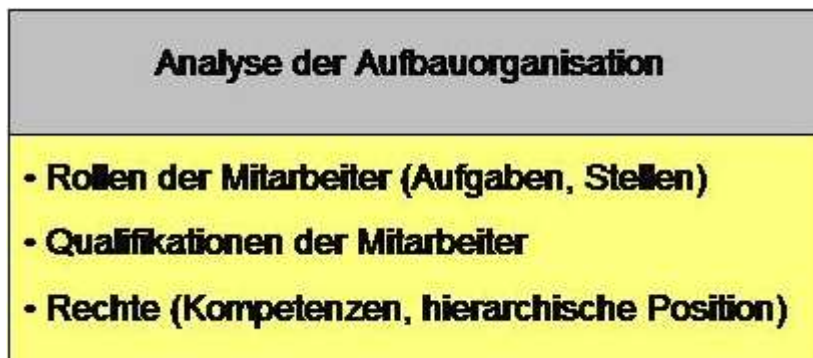 Analyse der Aufbauorganisation
• Rollen der Mitarbeiter (Aufgaben, Stellen)
• Qualifikationen der Mitarbeiter
• Rechte (Kompetenzen, hierarchische Position)